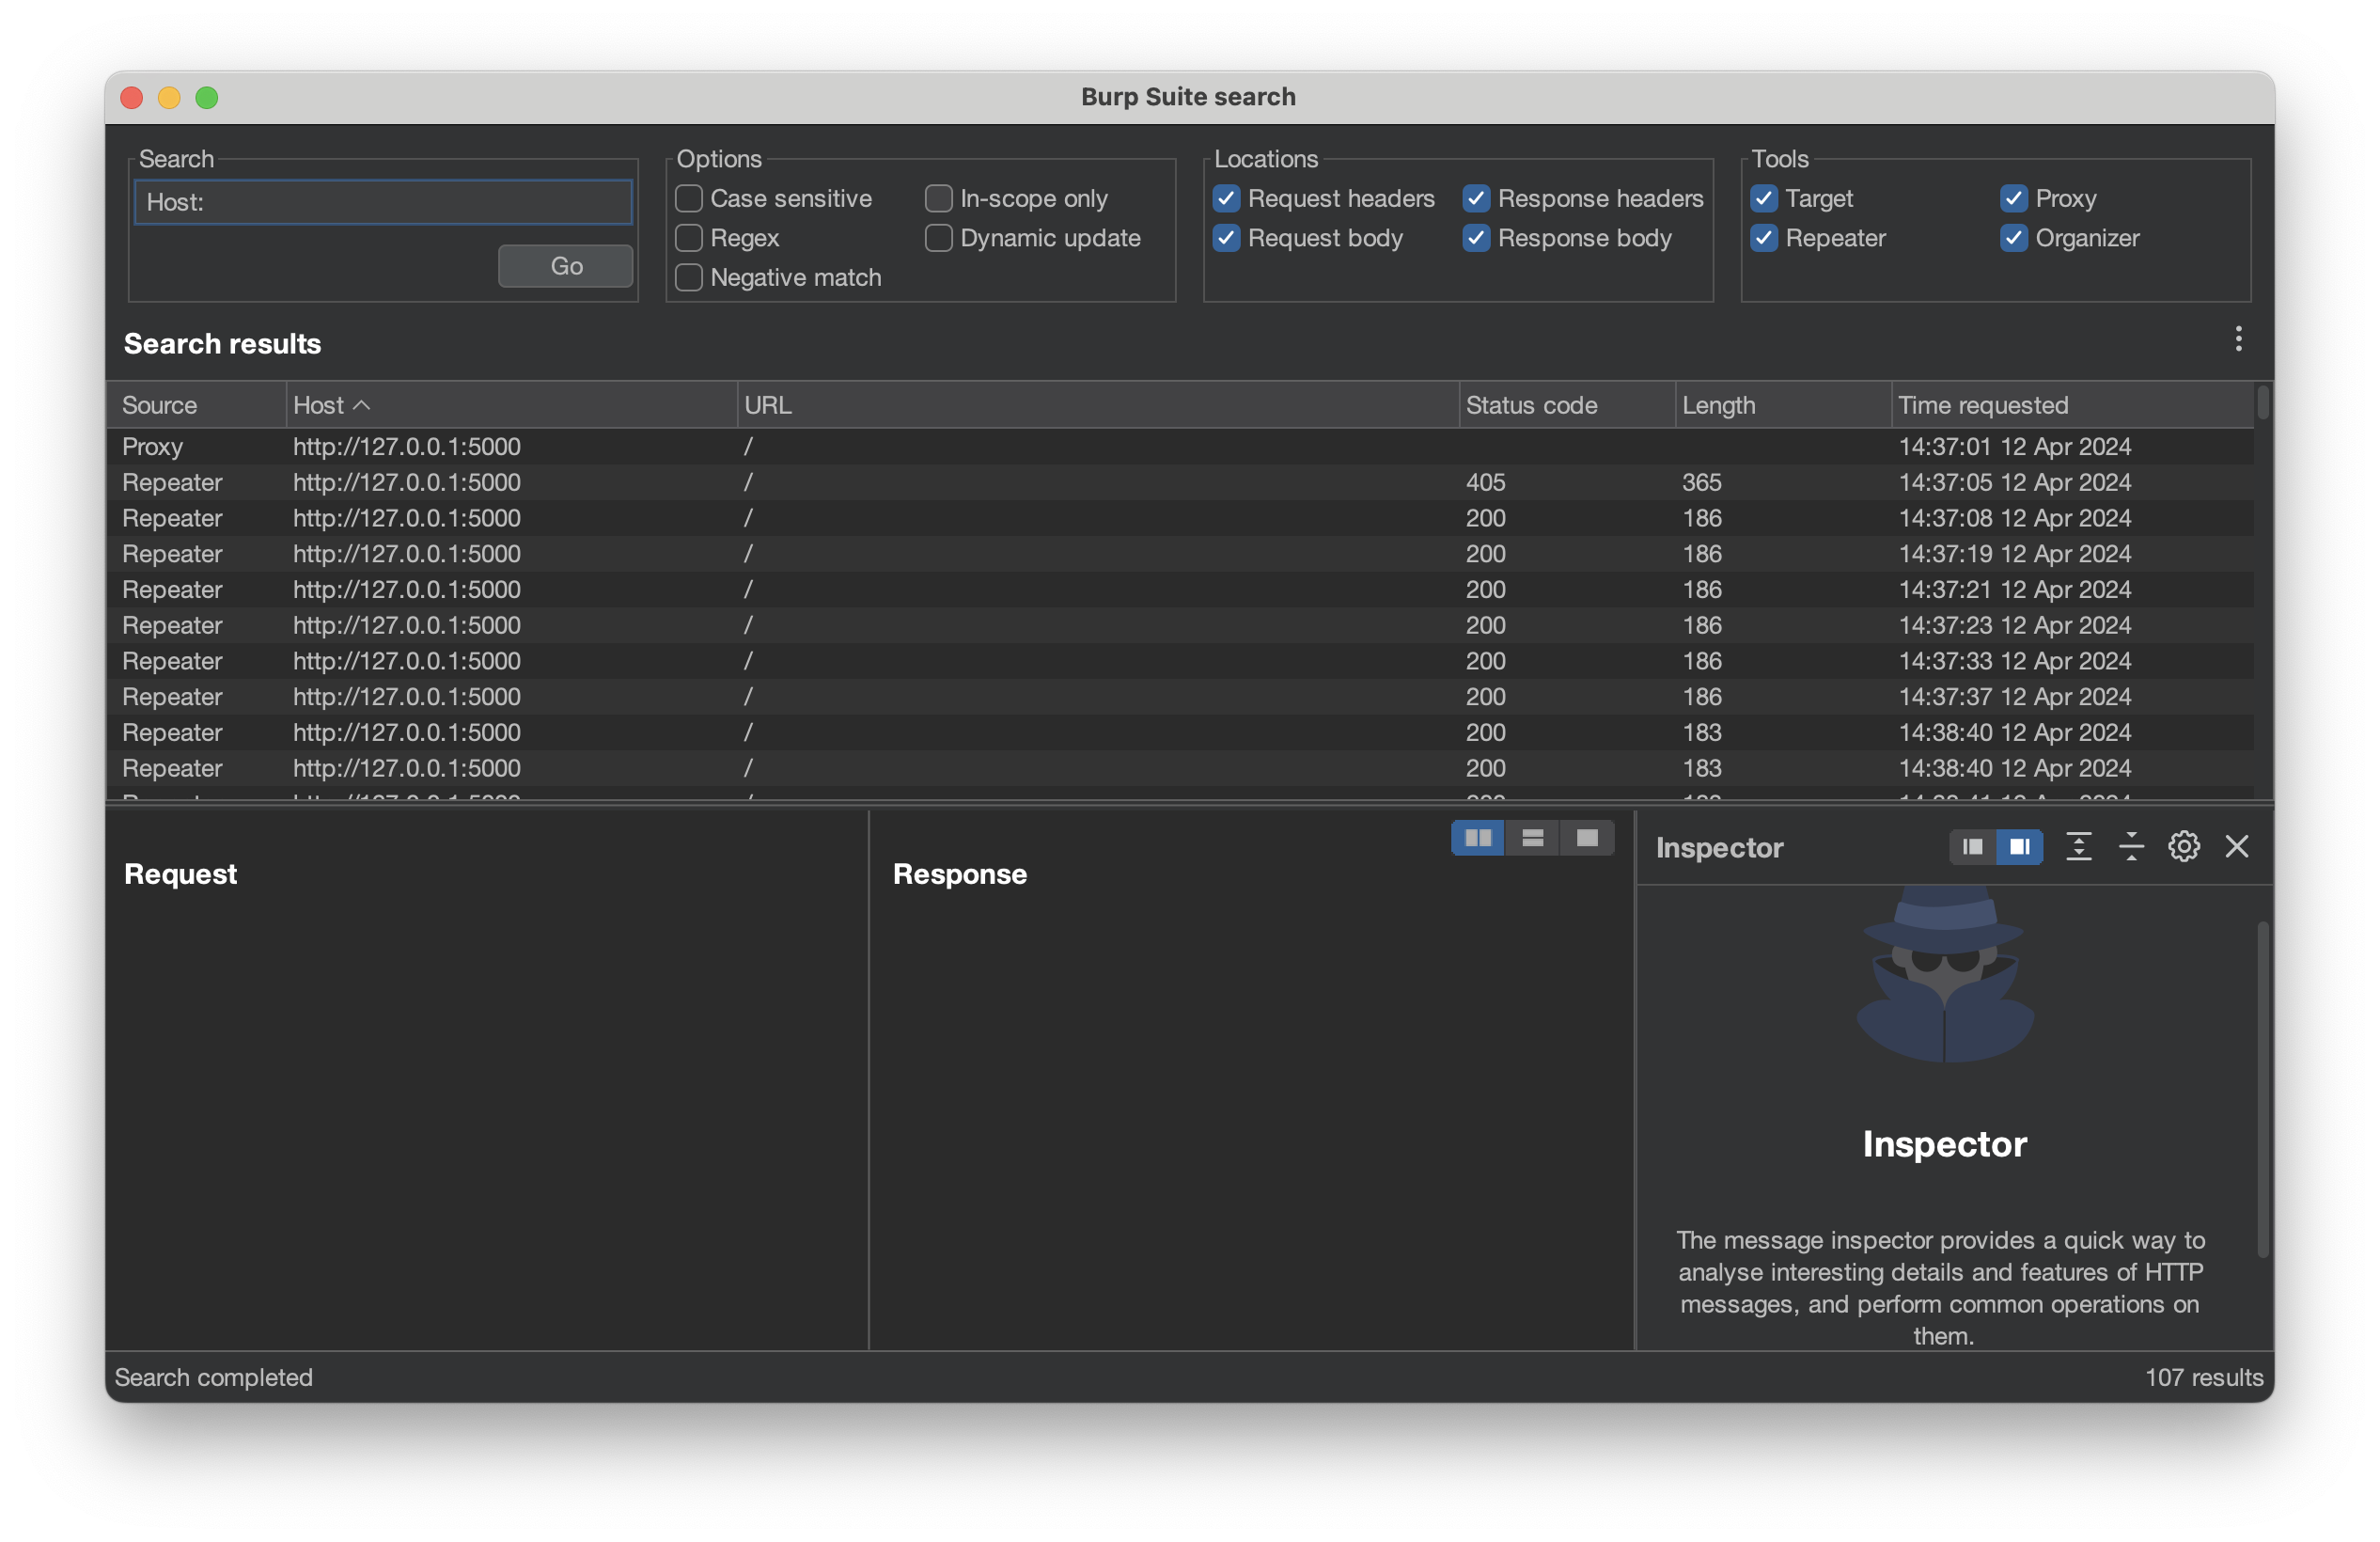 Burp Suite search
Search
Host:
Go
Options
Case sensitive
In-scope only
Regex
Dynamic update
Negative match
Locations
Request headers
Response headers
Request body
Response body
Tools
Target
Proxy
Repeater
Organizer
Search results
Source Host URL Status code Length Time requested
Proxy http://127.0.0.1:5000 / 14:37:01 12 Apr 2024
Repeater http://127.0.0.1:5000 / 405 365 14:37:05 12 Apr 2024
Repeater http://127.0.0.1:5000 / 200 186 14:37:08 12 Apr 2024
Repeater http://127.0.0.1:5000 / 200 186 14:37:19 12 Apr 2024
Repeater http://127.0.0.1:5000 / 200 186 14:37:21 12 Apr 2024
Repeater http://127.0.0.1:5000 / 200 186 14:37:23 12 Apr 2024
Repeater http://127.0.0.1:5000 / 200 186 14:37:33 12 Apr 2024
Repeater http://127.0.0.1:5000 / 200 186 14:37:37 12 Apr 2024
Repeater http://127.0.0.1:5000 / 200 183 14:38:40 12 Apr 2024
Repeater http://127.0.0.1:5000 / 200 183 14:38:40 12 Apr 2024
Request
Response
Inspector
Inspector
The message inspector provides a quick way to
analyse interesting details and features of HTTP
messages, and perform common operations on
them.
Search completed
107 results